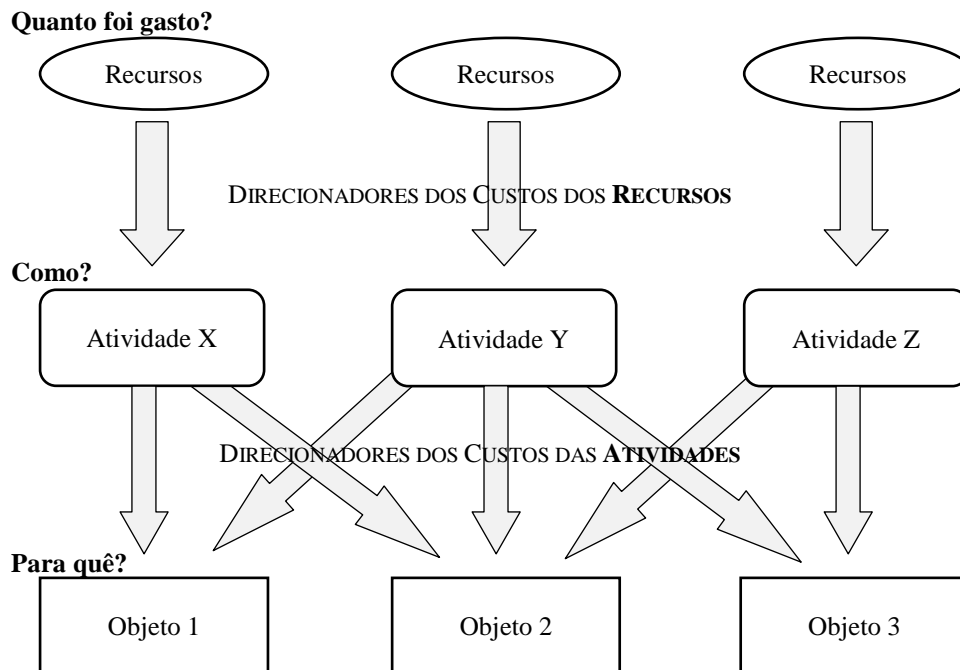 Quanto foi gasto?
Recursos Recursos Recursos
DIRECIONADORES DOS CUSTOS DOS RECURSOS
Como?
Atividade X Atividade Y Atividade Z
DIRECIONADORES DOS CUSTOS DAS ATIVIDADES
Para quê?
Objeto 1 Objeto 2 Objeto 3